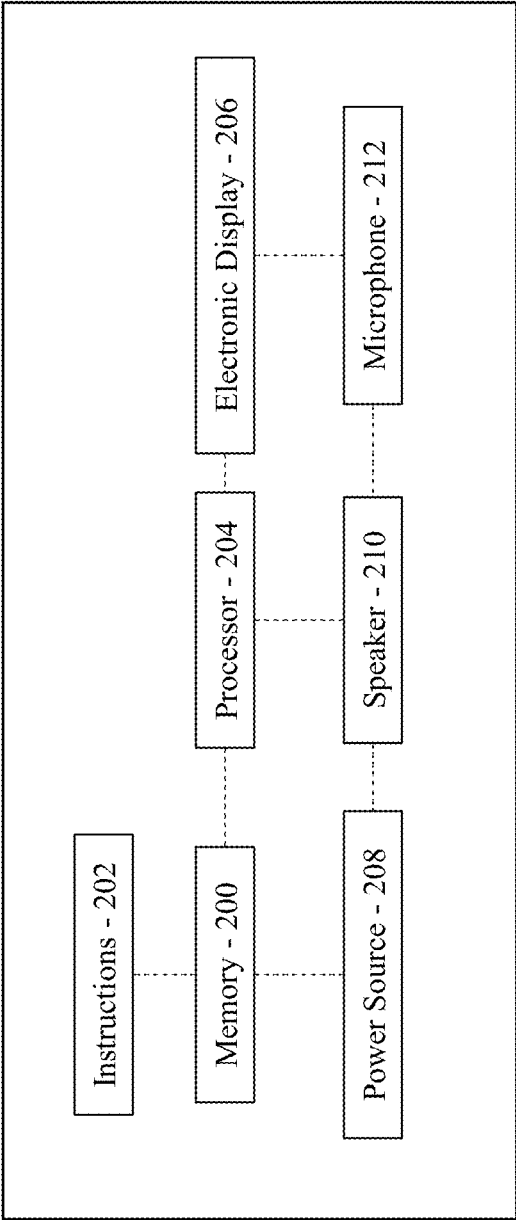 Instructions - 202
Memory - 200
Processor - 204
Electronic Display - 206
Power Source - 208
Speaker - 210
Microphone - 212